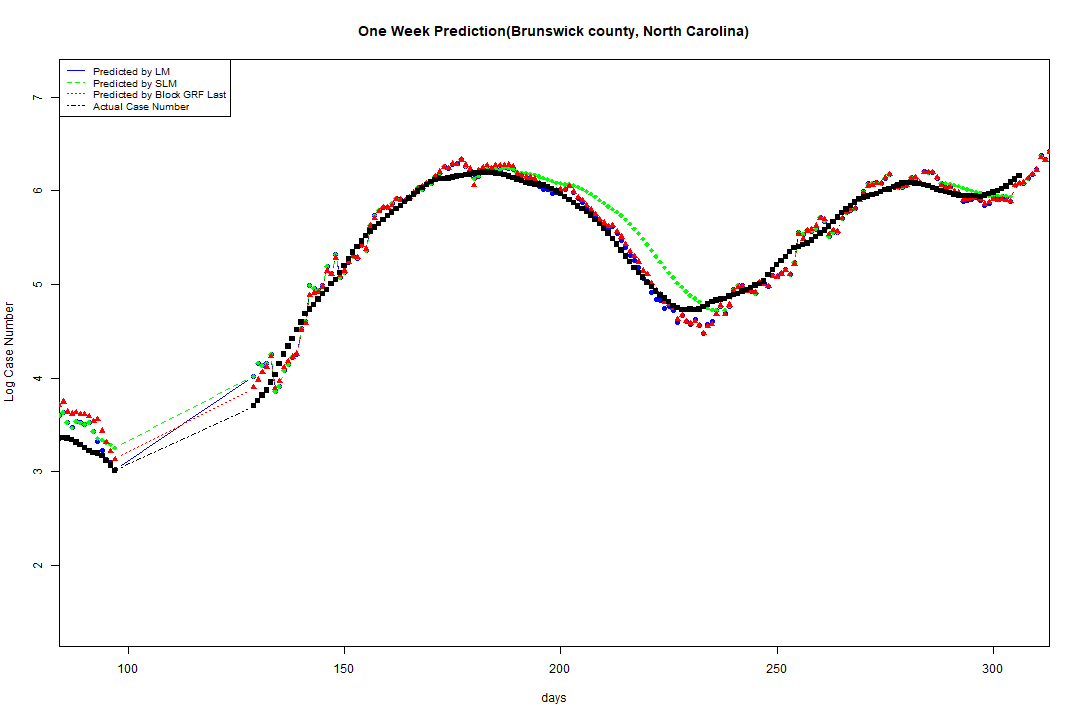 One Week Prediction(Brunswick county, North Carolina)
Predicted by LM
Predicted by SLM
Predicted by Block GRF Last
Actual Case Number
7
6
5
4
3
2
Log Case Number
100 150 200 250 300
days